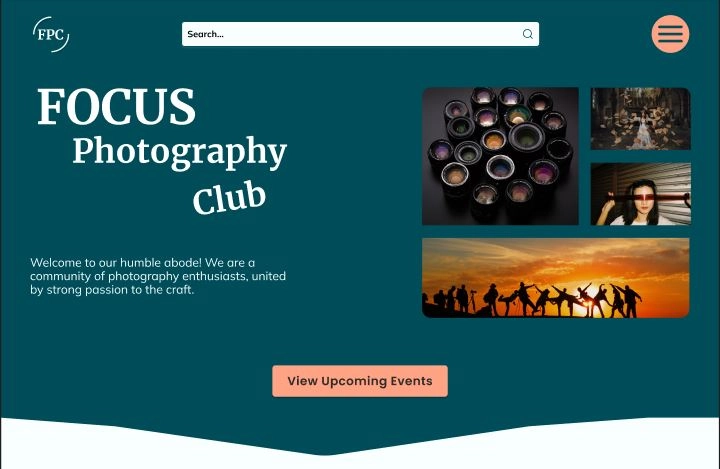 FPC
Search...
FOCUS
Photography
Club
Welcome to our humble abode! We are a
community of photography enthusiasts, united
by strong passion to the craft.
View Upcoming Events